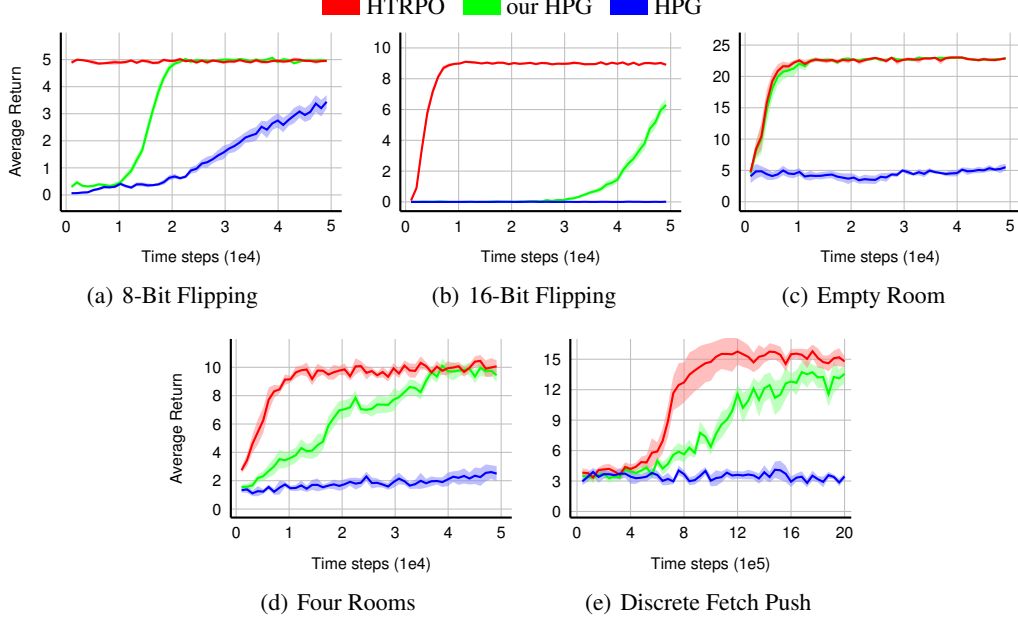 HTRPO our HPG HPG
Average Return
5
4
3
2
1
0
0 1 2 3 4 5
Time steps (1e4)
(a) 8-Bit Flipping
10
8
6
4
2
0
0 1 2 3 4 5
Time steps (1e4)
(b) 16-Bit Flipping
25
20
15
10
5
0
0 1 2 3 4 5
Time steps (1e4)
(c) Empty Room
Average Return
10
8
6
4
2
0
0 1 2 3 4 5
Time steps (1e4)
(d) Four Rooms
15
12
9
6
3
0
0 4 8 12 16 20
Time steps (1e5)
(e) Discrete Fetch Push